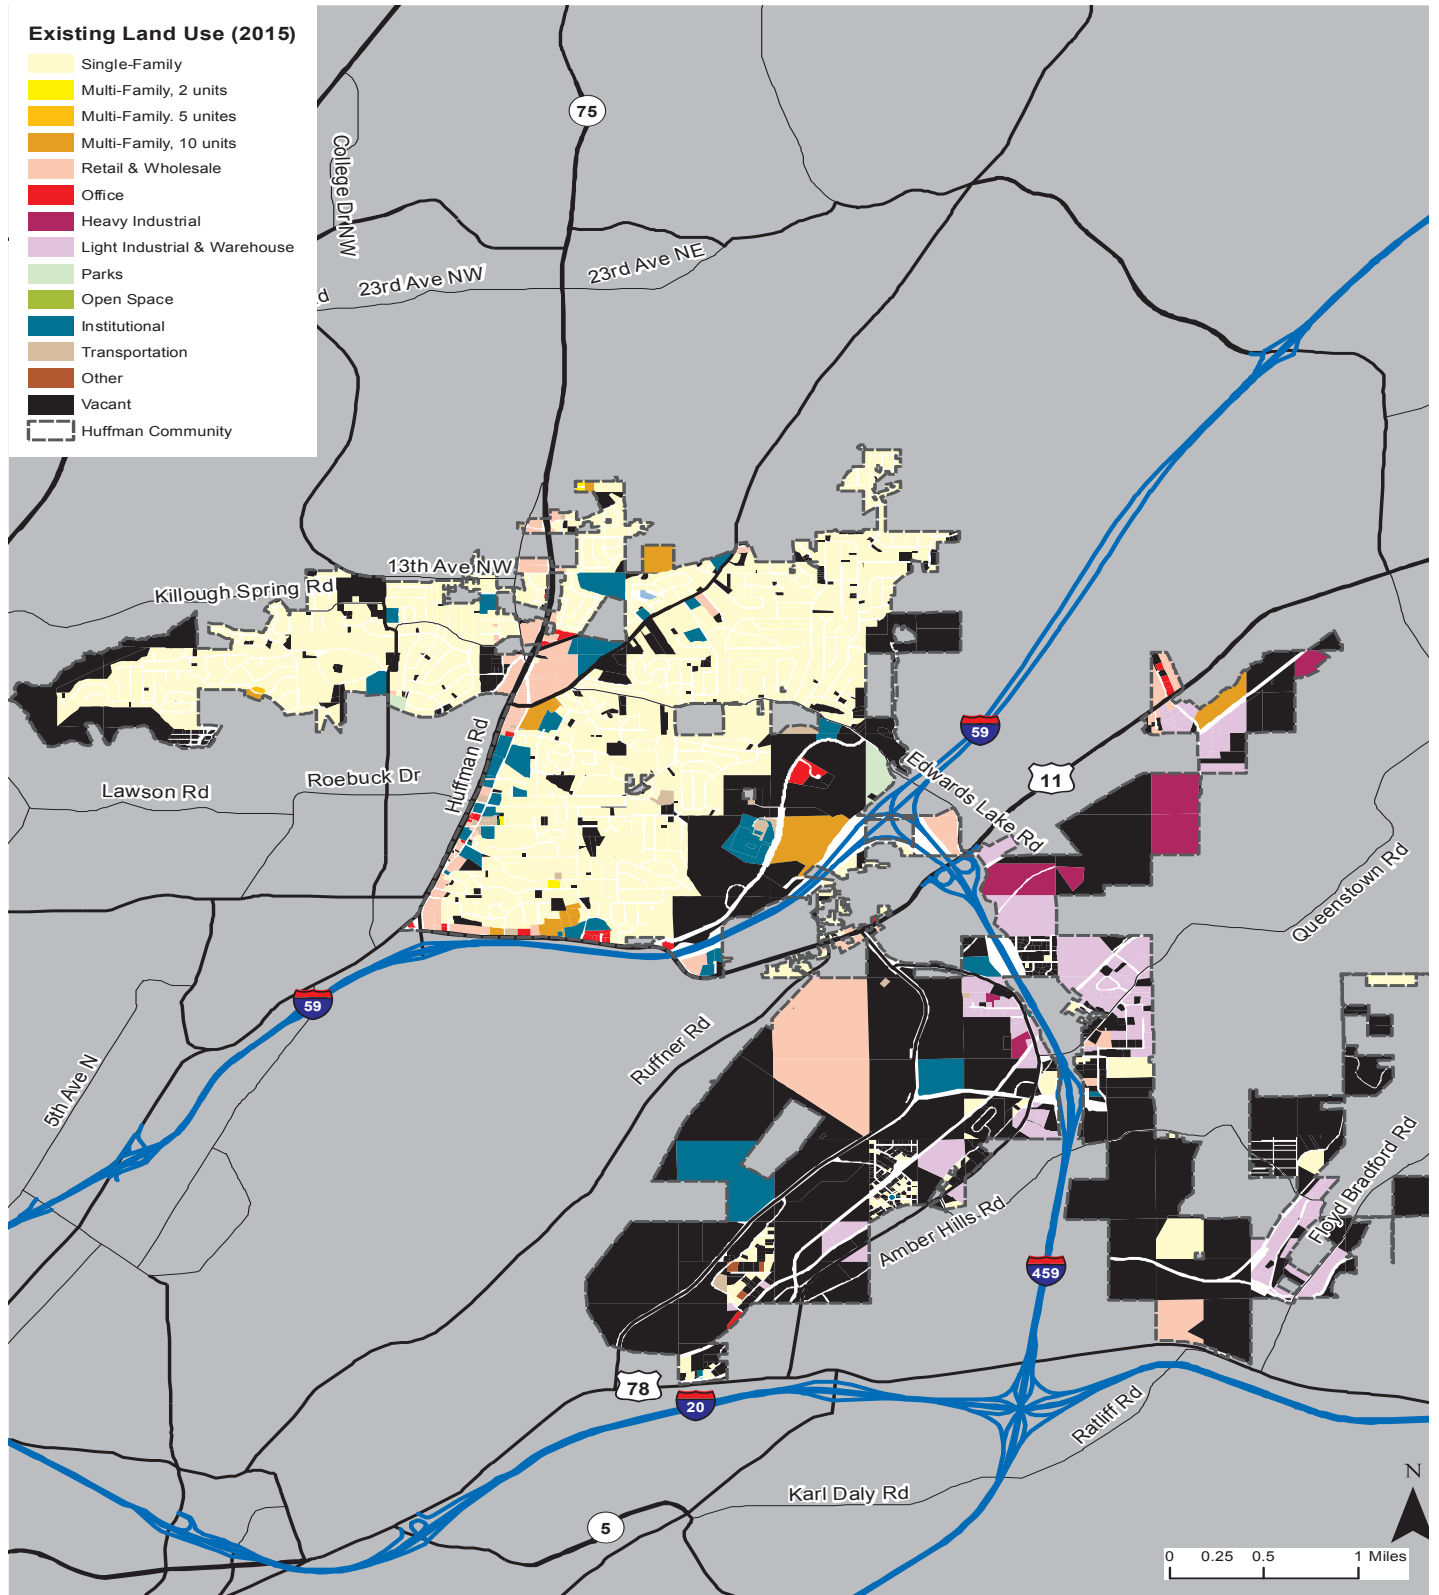 Existing Land Use (2015)
Single-Family
Multi-Family, 2 units
Multi-Family. 5 unites
Multi-Family, 10 units
Retail & Wholesale
Office
Heavy Industrial
Light Industrial & Warehouse
Parks
Open Space
Institutional
Transportation
Other
Vacant
Huffman Community
75
College Dr NW
23rd Ave NW
23rd Ave NE
13th Ave NW
Killough Spring Rd
Huffman Rd
Roebuck Dr
Lawson Rd
59
Edwards Lake Rd
11
Queenstown Rd
59
5th Ave N
Ruffner Rd
Floyd Bradford Rd
Amber Hills Rd
459
78
20
Ratliff Rd
Karl Daly Rd
5
N
0 0.25 0.5 1 Miles